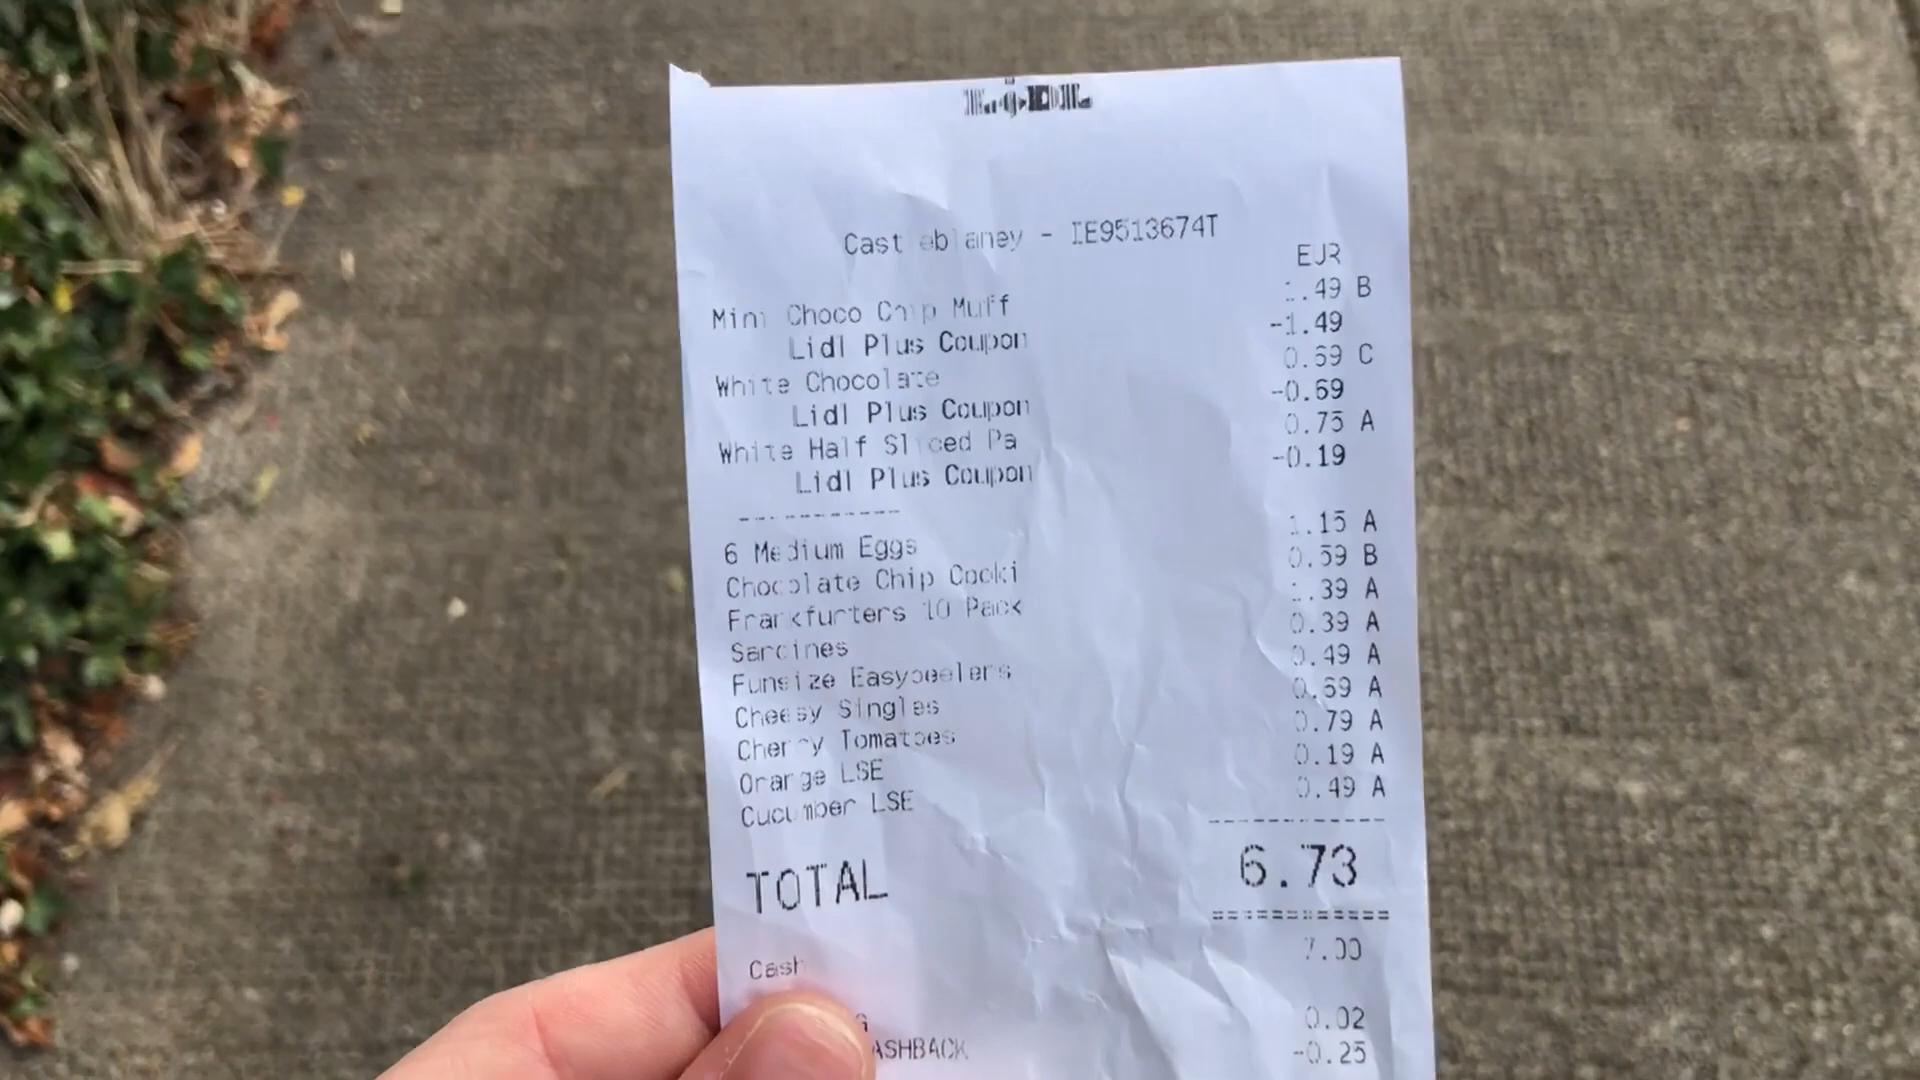 LIDL
Castleblaney - IE9513674T
EUR
Mini Choco Chip Muff 1.49 B
Lidl Plus Coupon -1.49
White Chocolate 0.69 C
Lidl Plus Coupon -0.69
White Half Sliced Pa 0.75 A
Lidl Plus Coupon -0.19
-----------
6 Medium Eggs 1.15 A
Chocolate Chip Cooki 0.59 B
Frankfurters 10 Pack 1.39 A
Sardines 0.39 A
Funsize Easypeelers 0.49 A
Cheesy Singles 0.69 A
Cherry Tomatoes 0.79 A
Orange LSE 0.19 A
Cucumber LSE 0.49 A
------------
TOTAL 6.73
============
Cash 7.00
0.02
ASHBACK -0.25